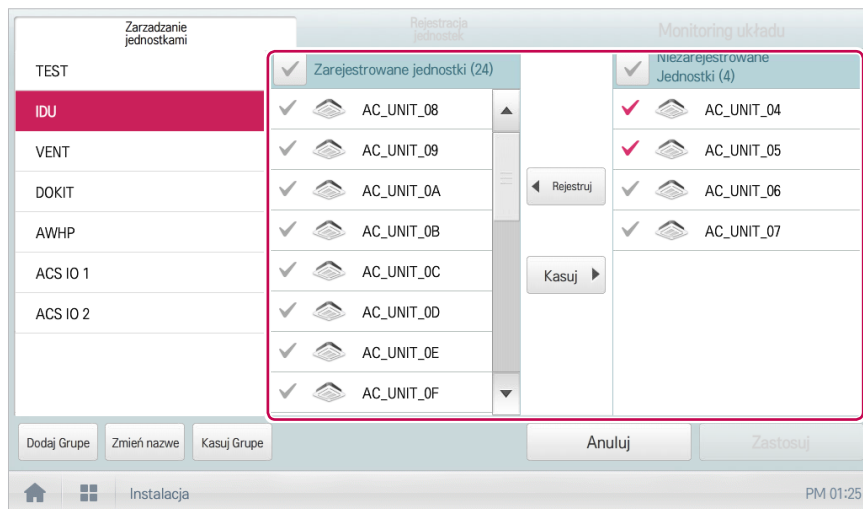 Zarzadzanie
jednostkami
Rejestracja
jednostek
Monitoring układu
TEST
IDU
VENT
DOKIT
AWHP
ACS IO 1
ACS IO 2
Zarejestrowane jednostki (24)
AC_UNIT_08
AC_UNIT_09
AC_UNIT_0A
AC_UNIT_0B
AC_UNIT_0C
AC_UNIT_0D
AC_UNIT_0E
AC_UNIT_0F
Rejestruj
Kasuj
Niezarejestrowane
Jednostki (4)
AC_UNIT_04
AC_UNIT_05
AC_UNIT_06
AC_UNIT_07
Dodaj Grupe
Zmień nazwe
Kasuj Grupe
Anuluj
Zastosuj
Instalacja
PM 01:25